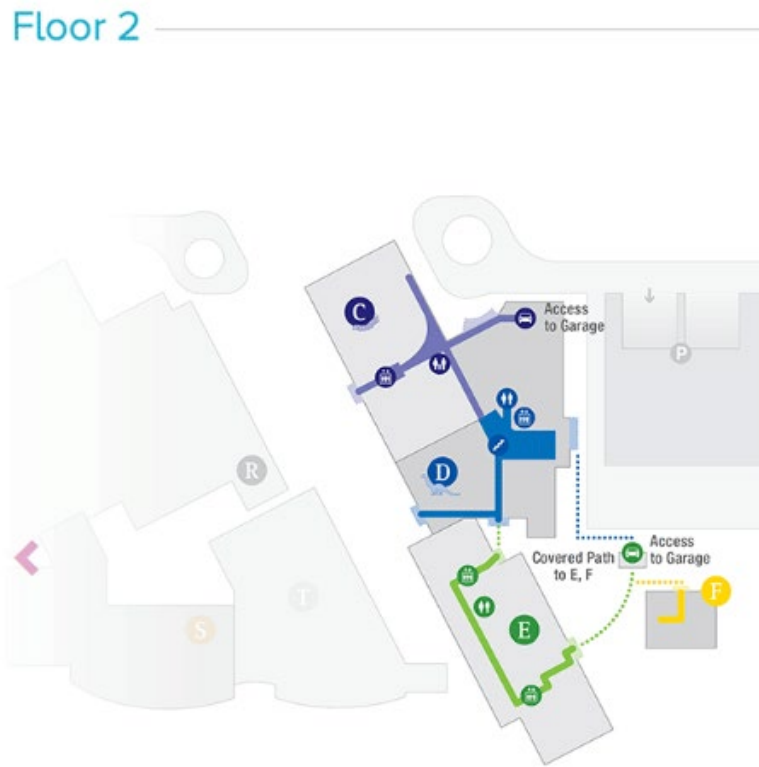 Floor 2
C
Access
to Garage
P
D
R
Covered Path
to E, F
Access
to Garage
F
E
T
S